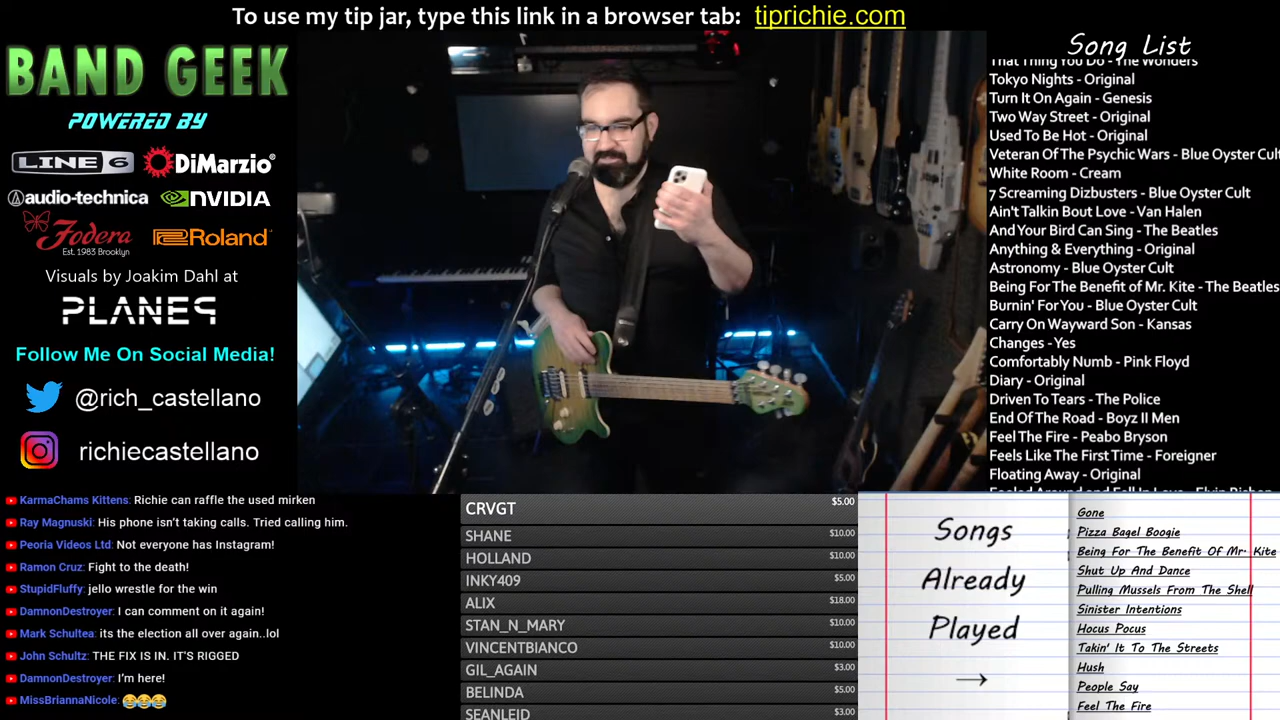 To use my tip jar, type this link in a browser tab: tiprichie.com
BAND GEEK
POWERED BY
LINE 6
DiMarzio
audio-technica
NVIDIA
Fodera
Est. 1983 Brooklyn
Roland
Visuals by Joakim Dahl at
PLANE9
Follow Me On Social Media!
@rich_castellano
richiecastellano
Song List
That Thing You Do - The Wonders
Tokyo Nights - Original
Turn It On Again - Genesis
Two Way Street - Original
Used To Be Hot - Original
Veteran Of The Psychic Wars - Blue Oyster Cult
White Room - Cream
7 Screaming Dizbusters - Blue Oyster Cult
Ain't Talkin Bout Love - Van Halen
And Your Bird Can Sing - The Beatles
Anything & Everything - Original
Astronomy - Blue Oyster Cult
Being For The Benefit of Mr. Kite - The Beatles
Burnin' For You - Blue Oyster Cult
Carry On Wayward Son - Kansas
Changes - Yes
Comfortably Numb - Pink Floyd
Diary - Original
Driven To Tears - The Police
End Of The Road - Boyz II Men
Feel The Fire - Peabo Bryson
Feels Like The First Time - Foreigner
Floating Away - Original
KarmaChams Kittens: Richie can raffle the used mirken
Ray Magnuski: His phone isn't taking calls. Tried calling him.
Peoria Videos Ltd: Not everyone has Instagram!
Ramon Cruz: Fight to the death!
StupidFluffy: jello wrestle for the win
DamnonDestroyer: I can comment on it again!
Mark Schultea: its the election all over again..lol
John Schultz: THE FIX IS IN. IT'S RIGGED
DamnonDestroyer: I'm here!
MissBriannaNicole: 😂😂😂
CRVGT $5.00
SHANE $10.00
HOLLAND $10.00
INKY409 $5.00
ALIX $18.00
STAN_N_MARY $10.00
VINCENTBIANCO $10.00
GIL_AGAIN $3.00
BELINDA $5.00
SEANLEID $3.00
Songs
Already
Played
→
Gone
Pizza Bagel Boogie
Being For The Benefit Of Mr. Kite
Shut Up And Dance
Pulling Mussels From The Shell
Sinister Intentions
Hocus Pocus
Takin' It To The Streets
Hush
People Say
Feel The Fire